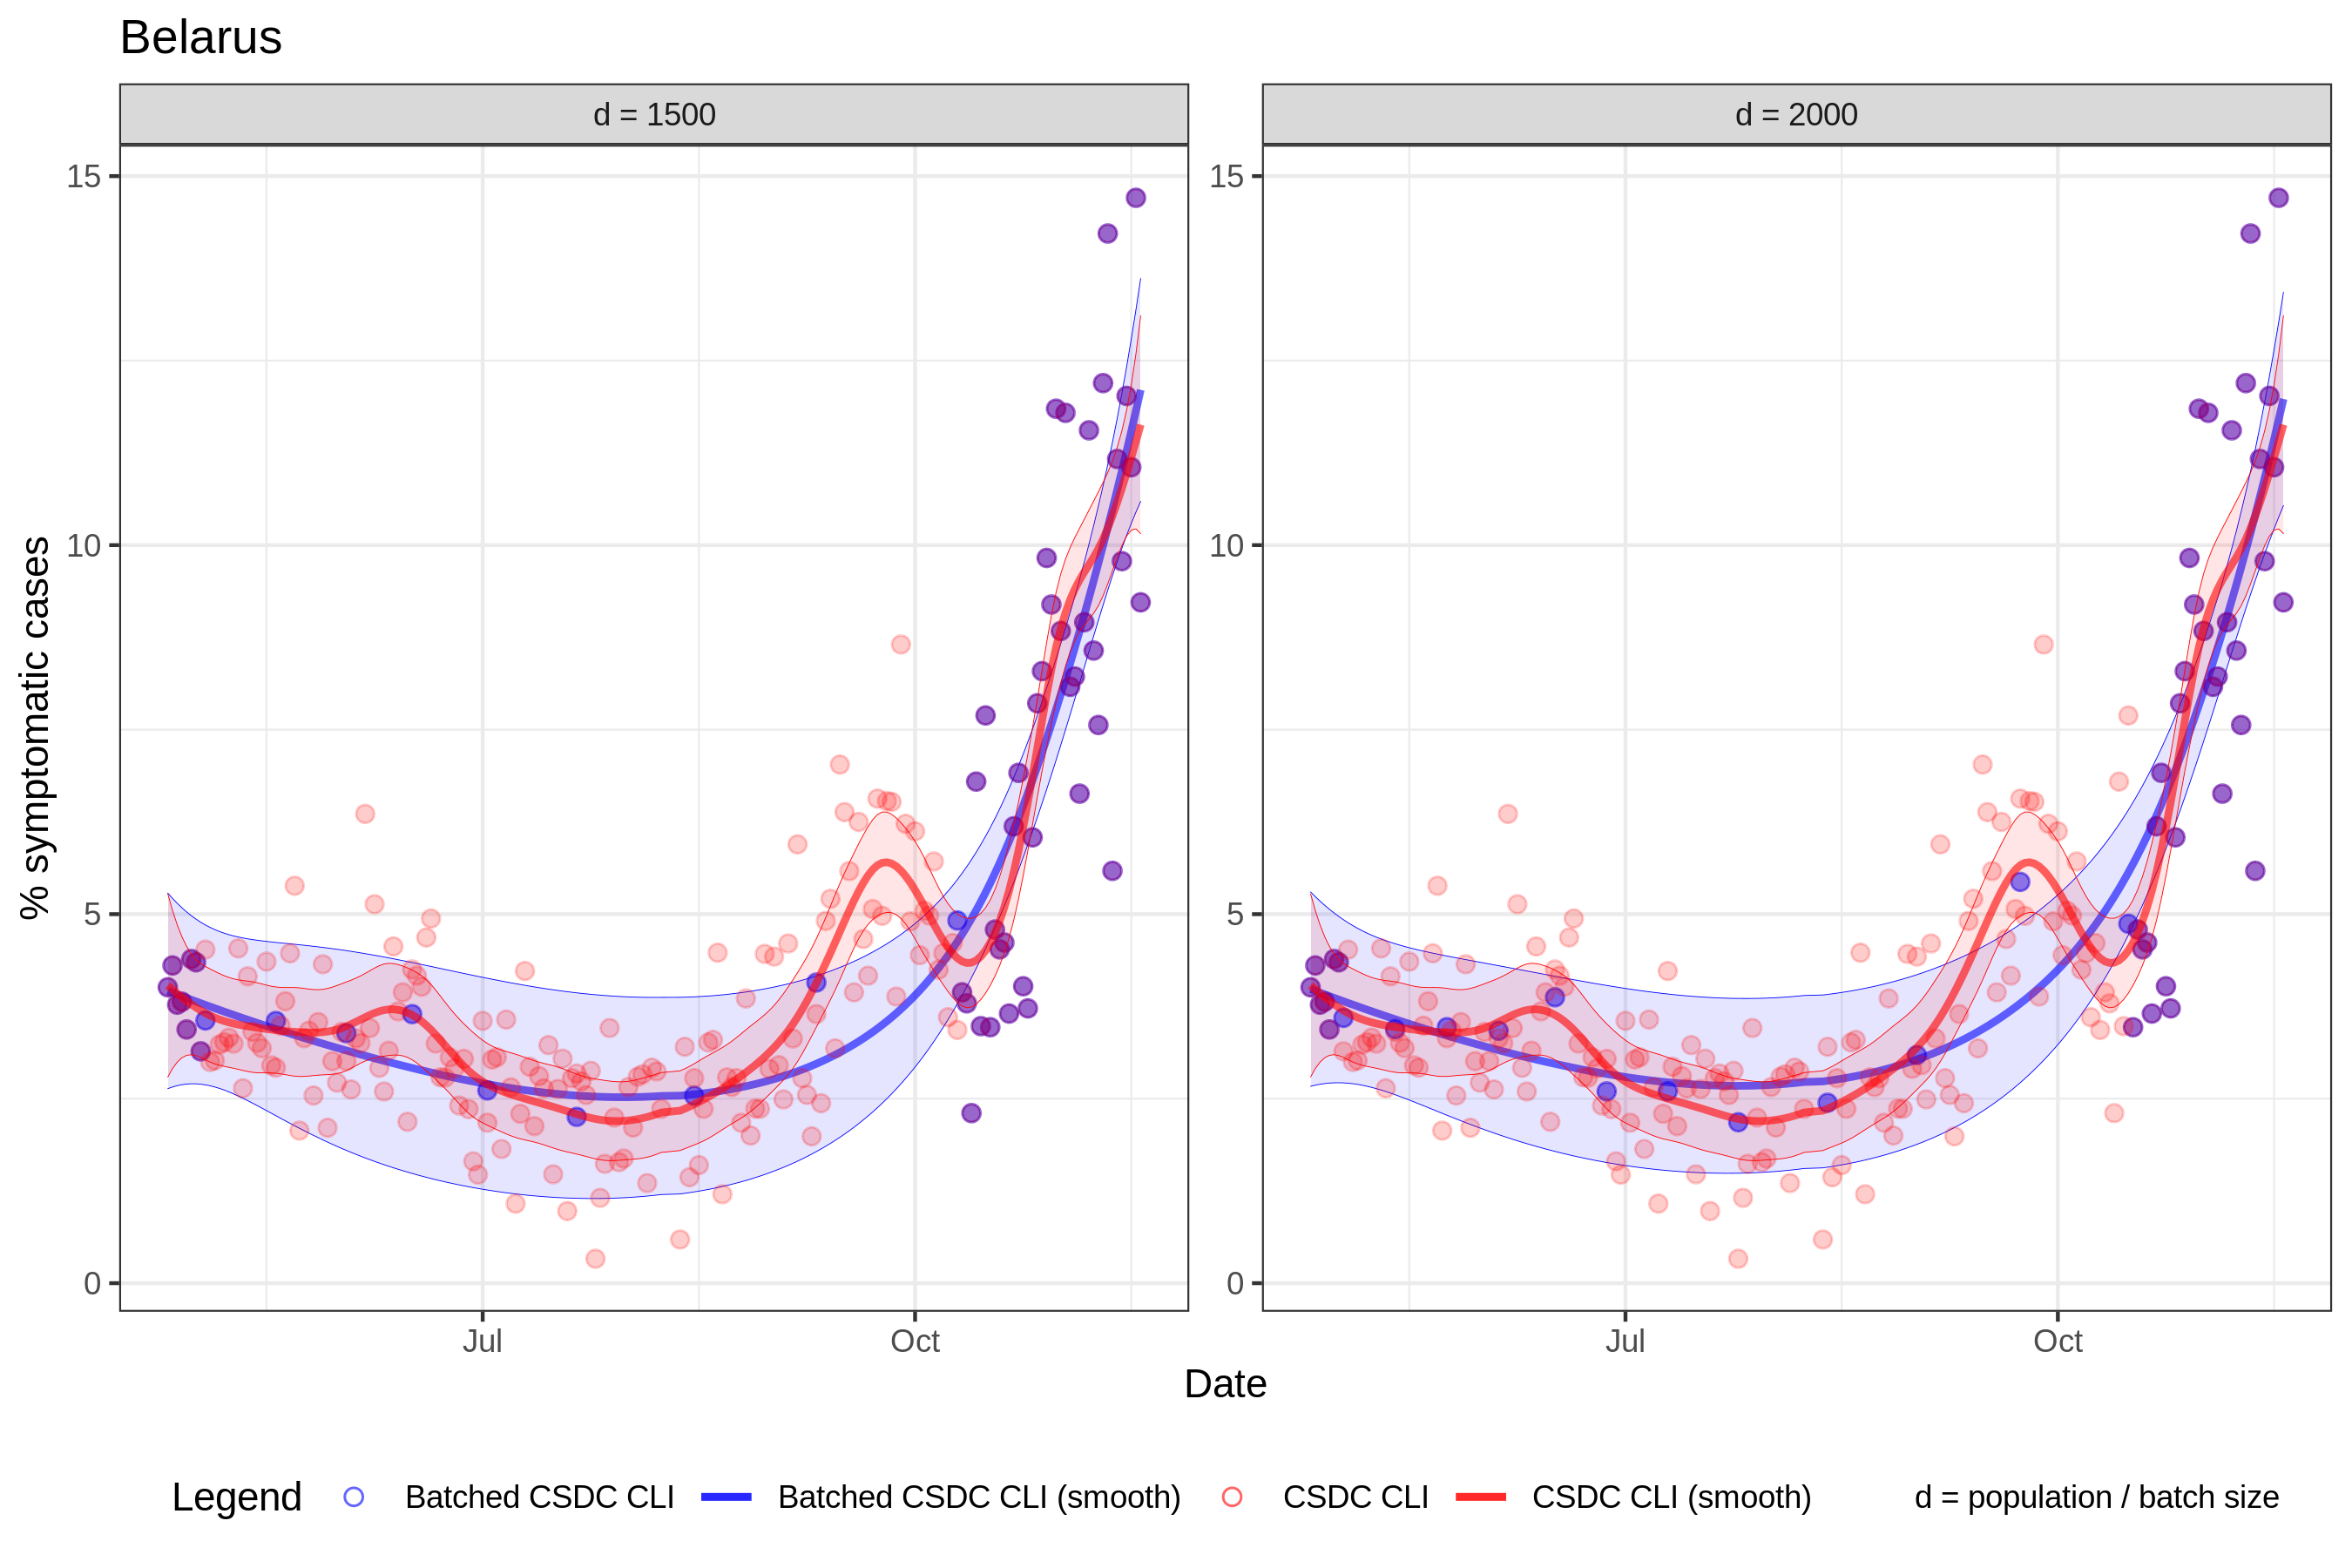 Belarus
d = 1500
d = 2000
% symptomatic cases
15
10
5
0
15
10
5
0
Jul
Oct
Jul
Oct
Date
Legend Batched CSDC CLI Batched CSDC CLI (smooth) CSDC CLI CSDC CLI (smooth) d = population / batch size